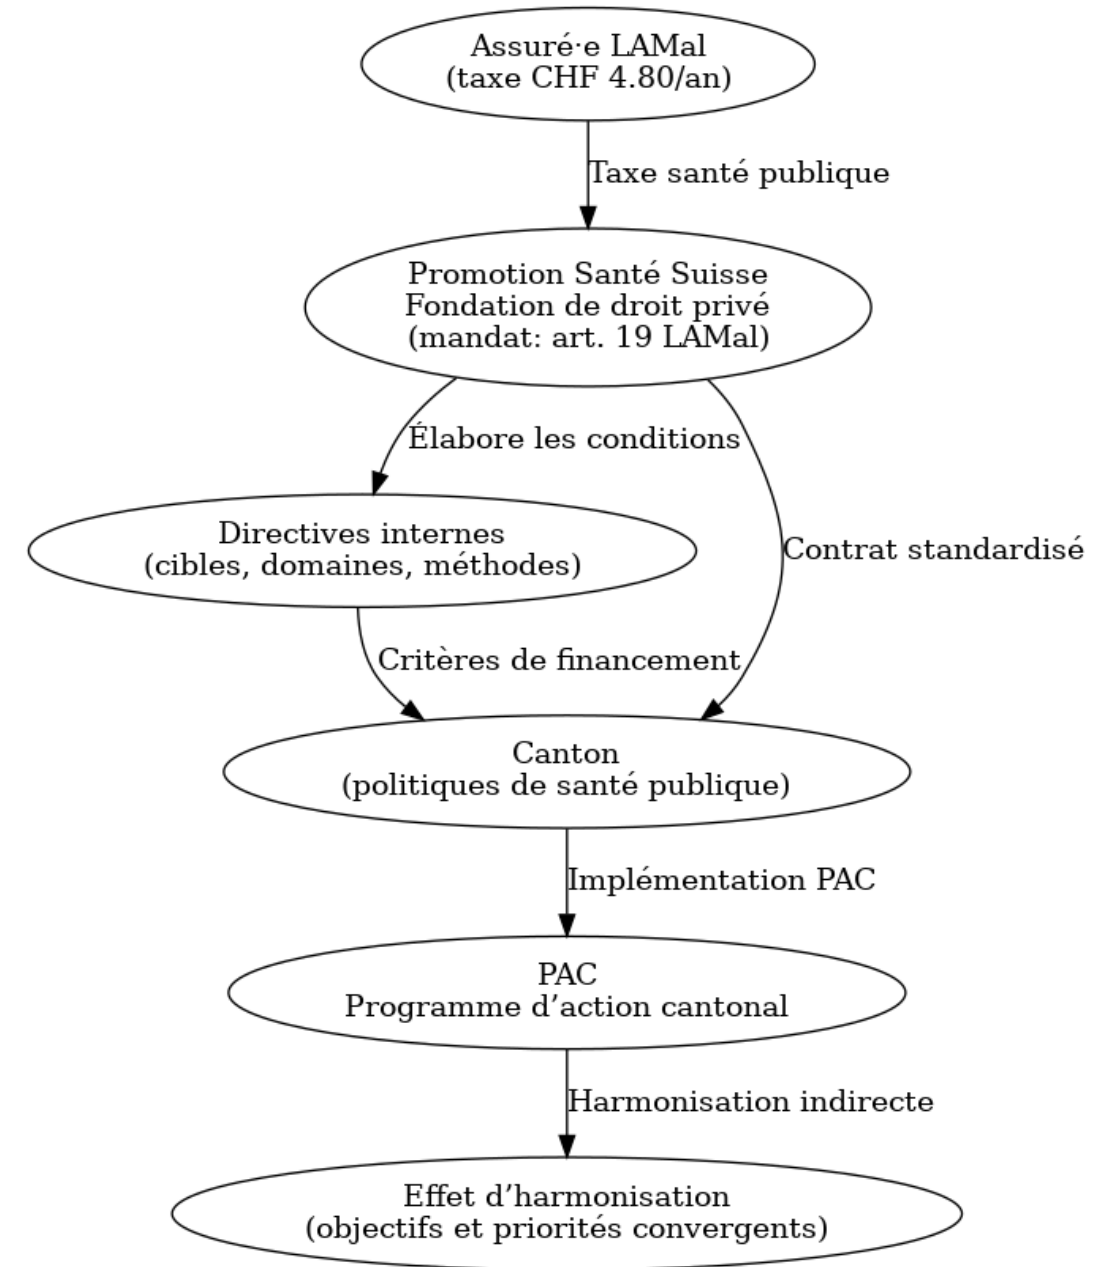 Assuré·e LAMal
(taxe CHF 4.80/an)
Taxe santé publique
Promotion Santé Suisse
Fondation de droit privé
(mandat: art. 19 LAMal)
Élabore les conditions
Directives internes
(cibles, domaines, méthodes)
Contrat standardisé
Critères de financement
Canton
(politiques de santé publique)
Implémentation PAC
PAC
Programme d’action cantonal
Harmonisation indirecte
Effet d’harmonisation
(objectifs et priorités convergents)